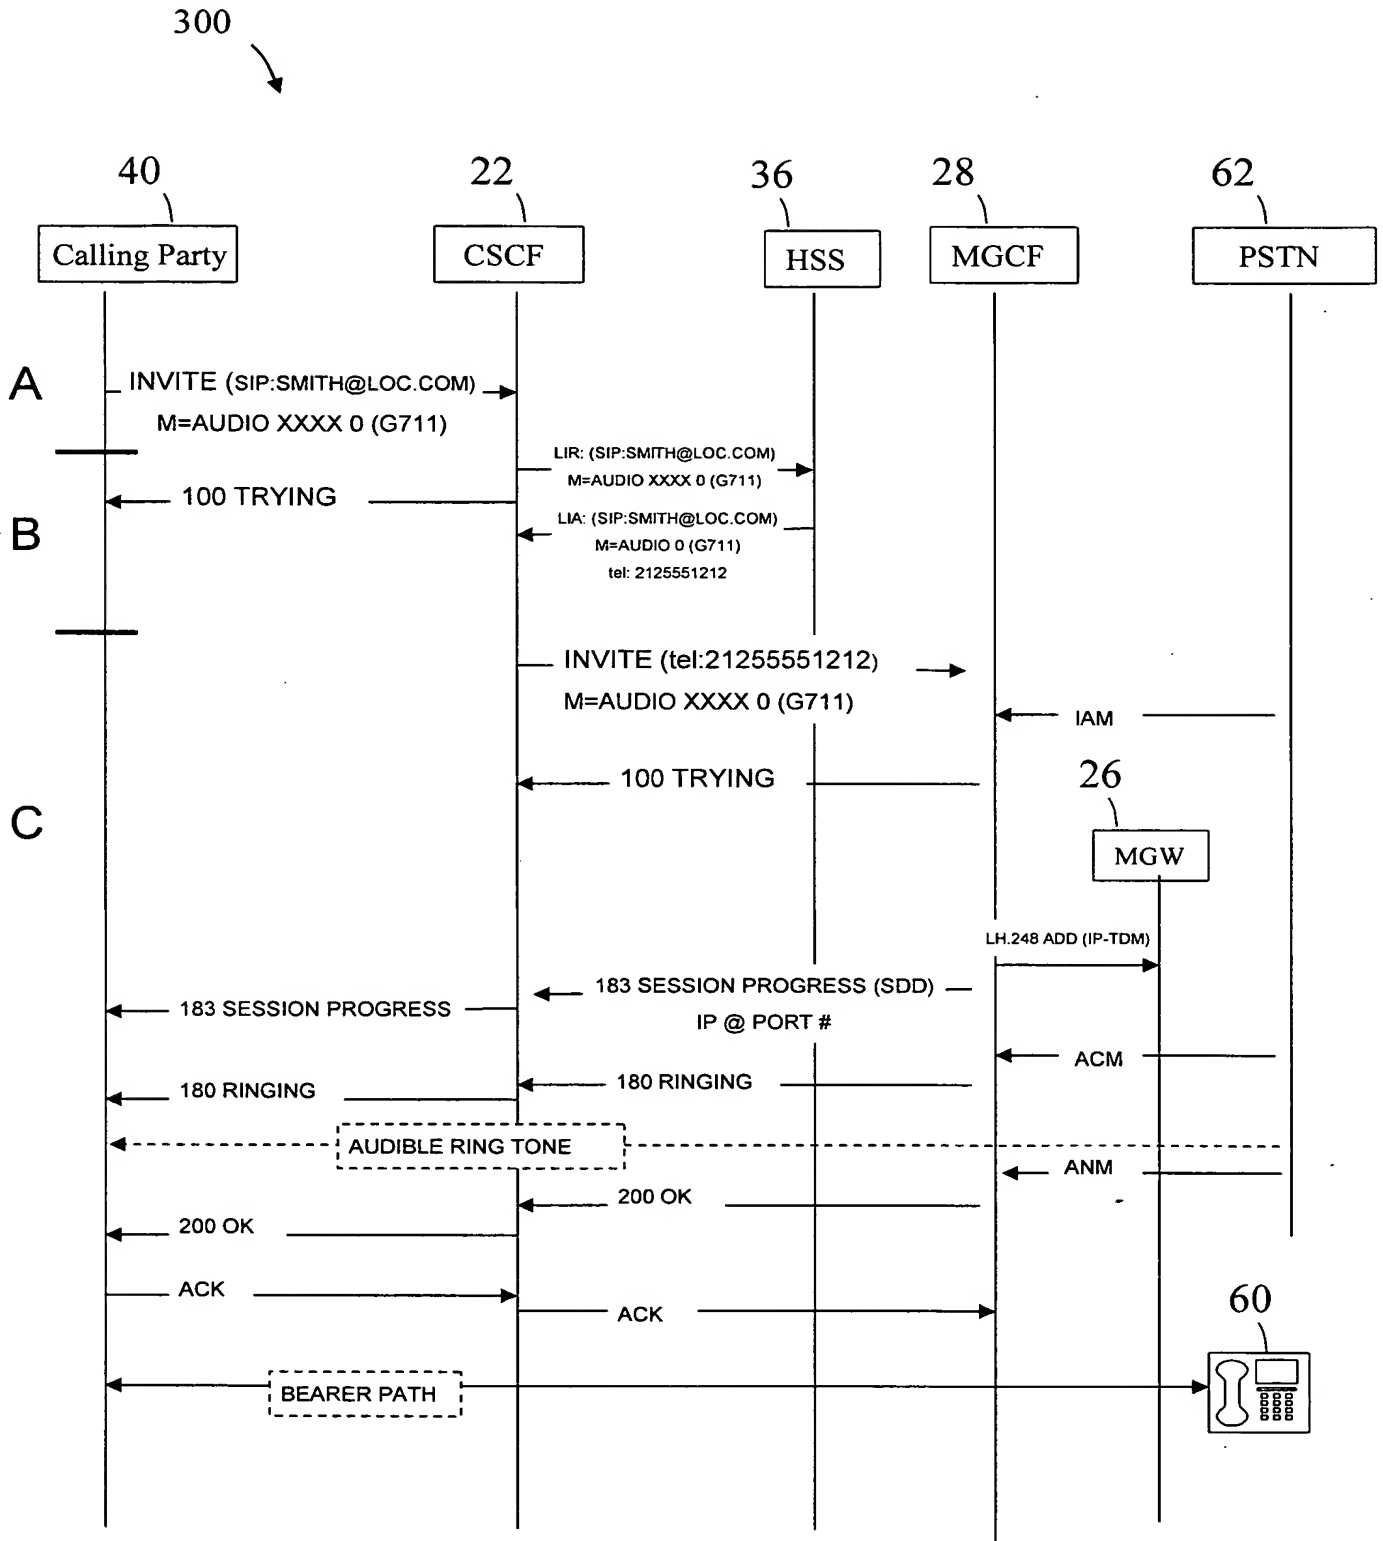 300
40
22
36
28
62
Calling Party
CSCF
HSS
MGCF
PSTN
A
INVITE (SIP:SMITH@LOC.COM)
M=AUDIO XXXX 0 (G711)
LIR: (SIP:SMITH@LOC.COM)
M=AUDIO XXXX 0 (G711)
100 TRYING
B
LIA: (SIP:SMITH@LOC.COM)
M=AUDIO 0 (G711)
tel: 2125551212
INVITE (tel:21255551212)
M=AUDIO XXXX 0 (G711)
IAM
100 TRYING
26
C
MGW
LH.248 ADD (IP-TDM)
183 SESSION PROGRESS (SDD)
IP @ PORT #
183 SESSION PROGRESS
ACM
180 RINGING
180 RINGING
AUDIBLE RING TONE
ANM
200 OK
200 OK
ACK
ACK
60
BEARER PATH